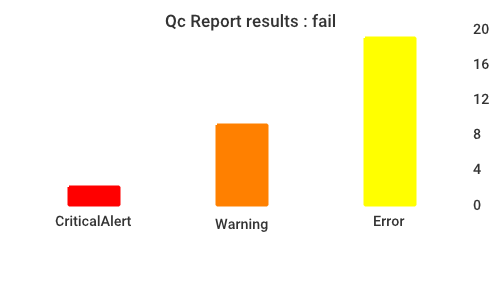 Qc Report results : fail
20
16
12
8
4
0
CriticalAlert
Warning
Error